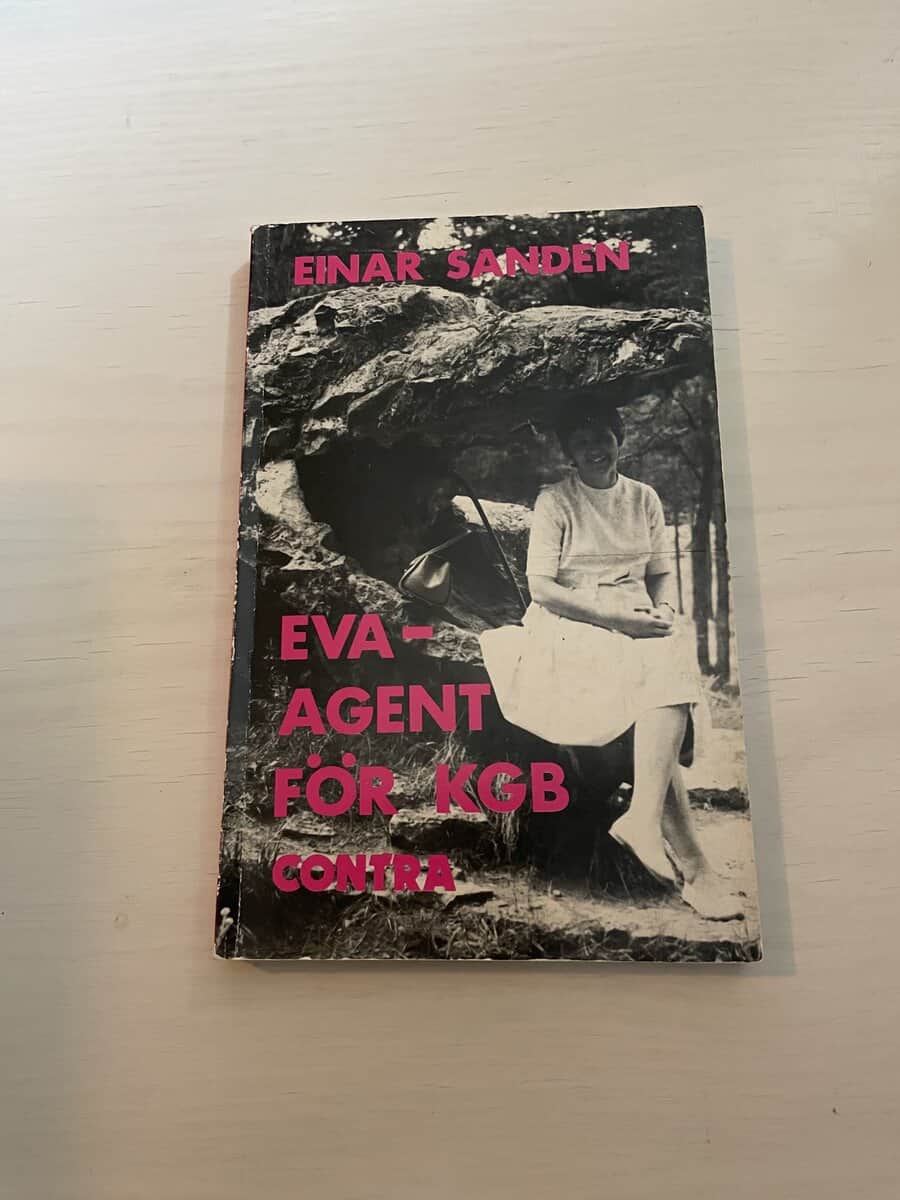 EINAR SANDEN
EVA –
AGENT
FÖR KGB
CONTRA